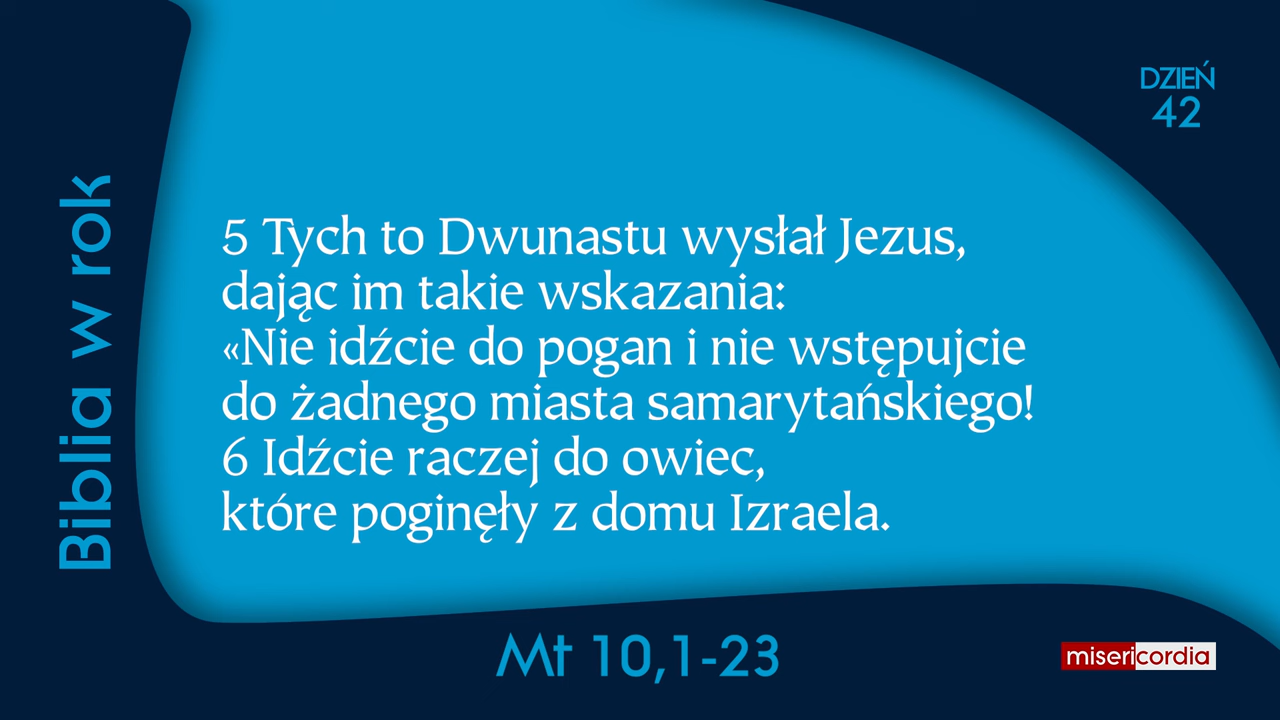 DZIEŃ
42
Biblia w rok
5 Tych to Dwunastu wysłał Jezus,
dając im takie wskazania:
«Nie idźcie do pogan i nie wstępujcie
do żadnego miasta samarytańskiego!
6 Idźcie raczej do owiec,
które poginęły z domu Izraela.
Mt 10,1-23
misericordia